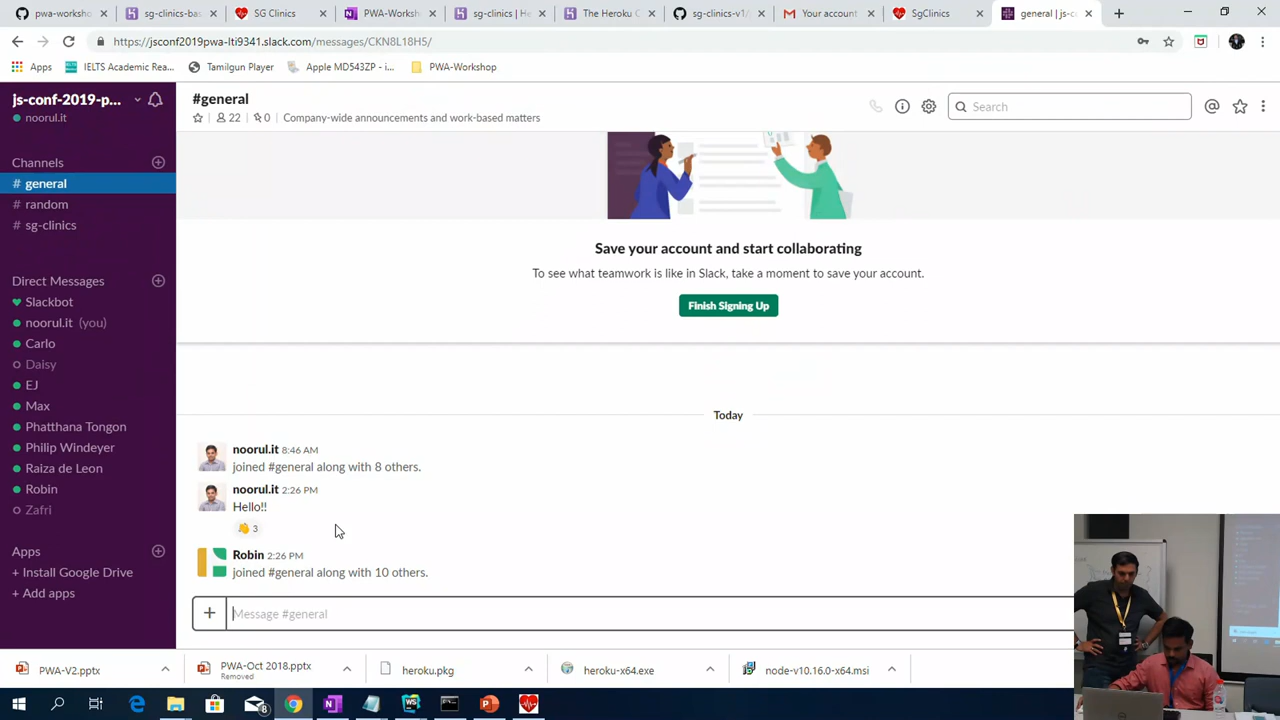 pwa-worksho
sg-clinics-bas
SG Clinics
PWA-Worksh
sg-clinics | He
The Heroku C
sg-clinics-v1/
Your account
SgClinics
general | js-co
https://jsconf2019pwa-lti9341.slack.com/messages/CKN8L18H5/
Apps
IELTS Academic Rea...
Tamilgun Player
Apple MD543ZP - i...
PWA-Workshop
js-conf-2019-p...
noorul.it
Channels
# general
# random
# sg-clinics
Direct Messages
Slackbot
noorul.it (you)
Carlo
Daisy
EJ
Max
Phatthana Tongon
Philip Windeyer
Raiza de Leon
Robin
Zafri
Apps
+ Install Google Drive
+ Add apps
#general
22
0
Company-wide announcements and work-based matters
Search
Save your account and start collaborating
To see what teamwork is like in Slack, take a moment to save your account.
Finish Signing Up
Today
noorul.it 8:46 AM
joined #general along with 8 others.
noorul.it 2:26 PM
Hello!!
3
Robin 2:26 PM
joined #general along with 10 others.
Message #general
PWA-V2.pptx
PWA-Oct 2018.pptx
Removed
heroku.pkg
heroku-x64.exe
node-v10.16.0-x64.msi
8